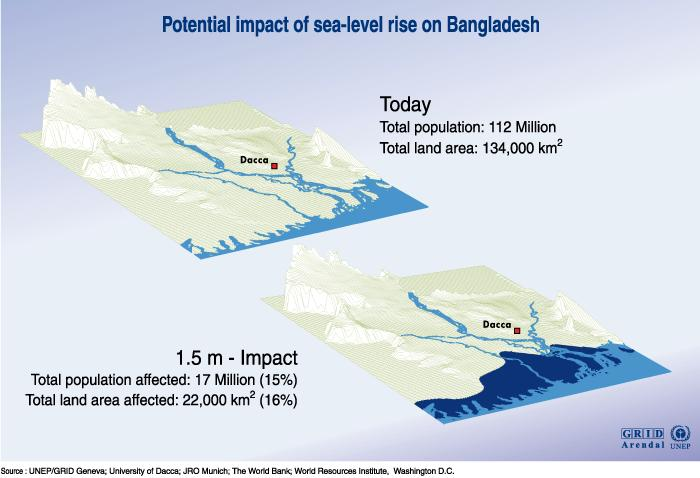 Potential impact of sea-level rise on Bangladesh
Today
Total population: 112 Million
Total land area: 134,000 km²
Dacca
Dacca
1.5 m - Impact
Total population affected: 17 Million (15%)
Total land area affected: 22,000 km² (16%)
G R I D
Arendal UNEP
Source : UNEP/GRID Geneva; University of Dacca; JRO Munich; The World Bank; World Resources Institute, Washington D.C.